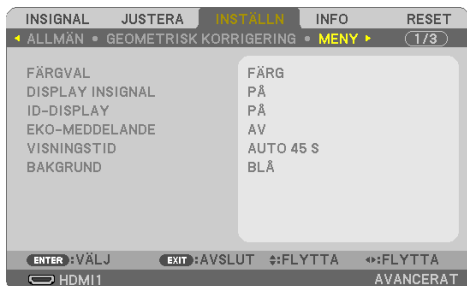 INSIGNAL JUSTERA INSTÄLLN INFO RESET
ALLMÄN • GEOMETRISK KORRIGERING • MENY 1/3
FÄRGVAL FÄRG
DISPLAY INSIGNAL PÅ
ID-DISPLAY PÅ
EKO-MEDDELANDE AV
VISNINGSTID AUTO 45 S
BAKGRUND BLÅ
ENTER :VÄLJ EXIT :AVSLUT :FLYTTA :FLYTTA
HDMI1 AVANCERAT